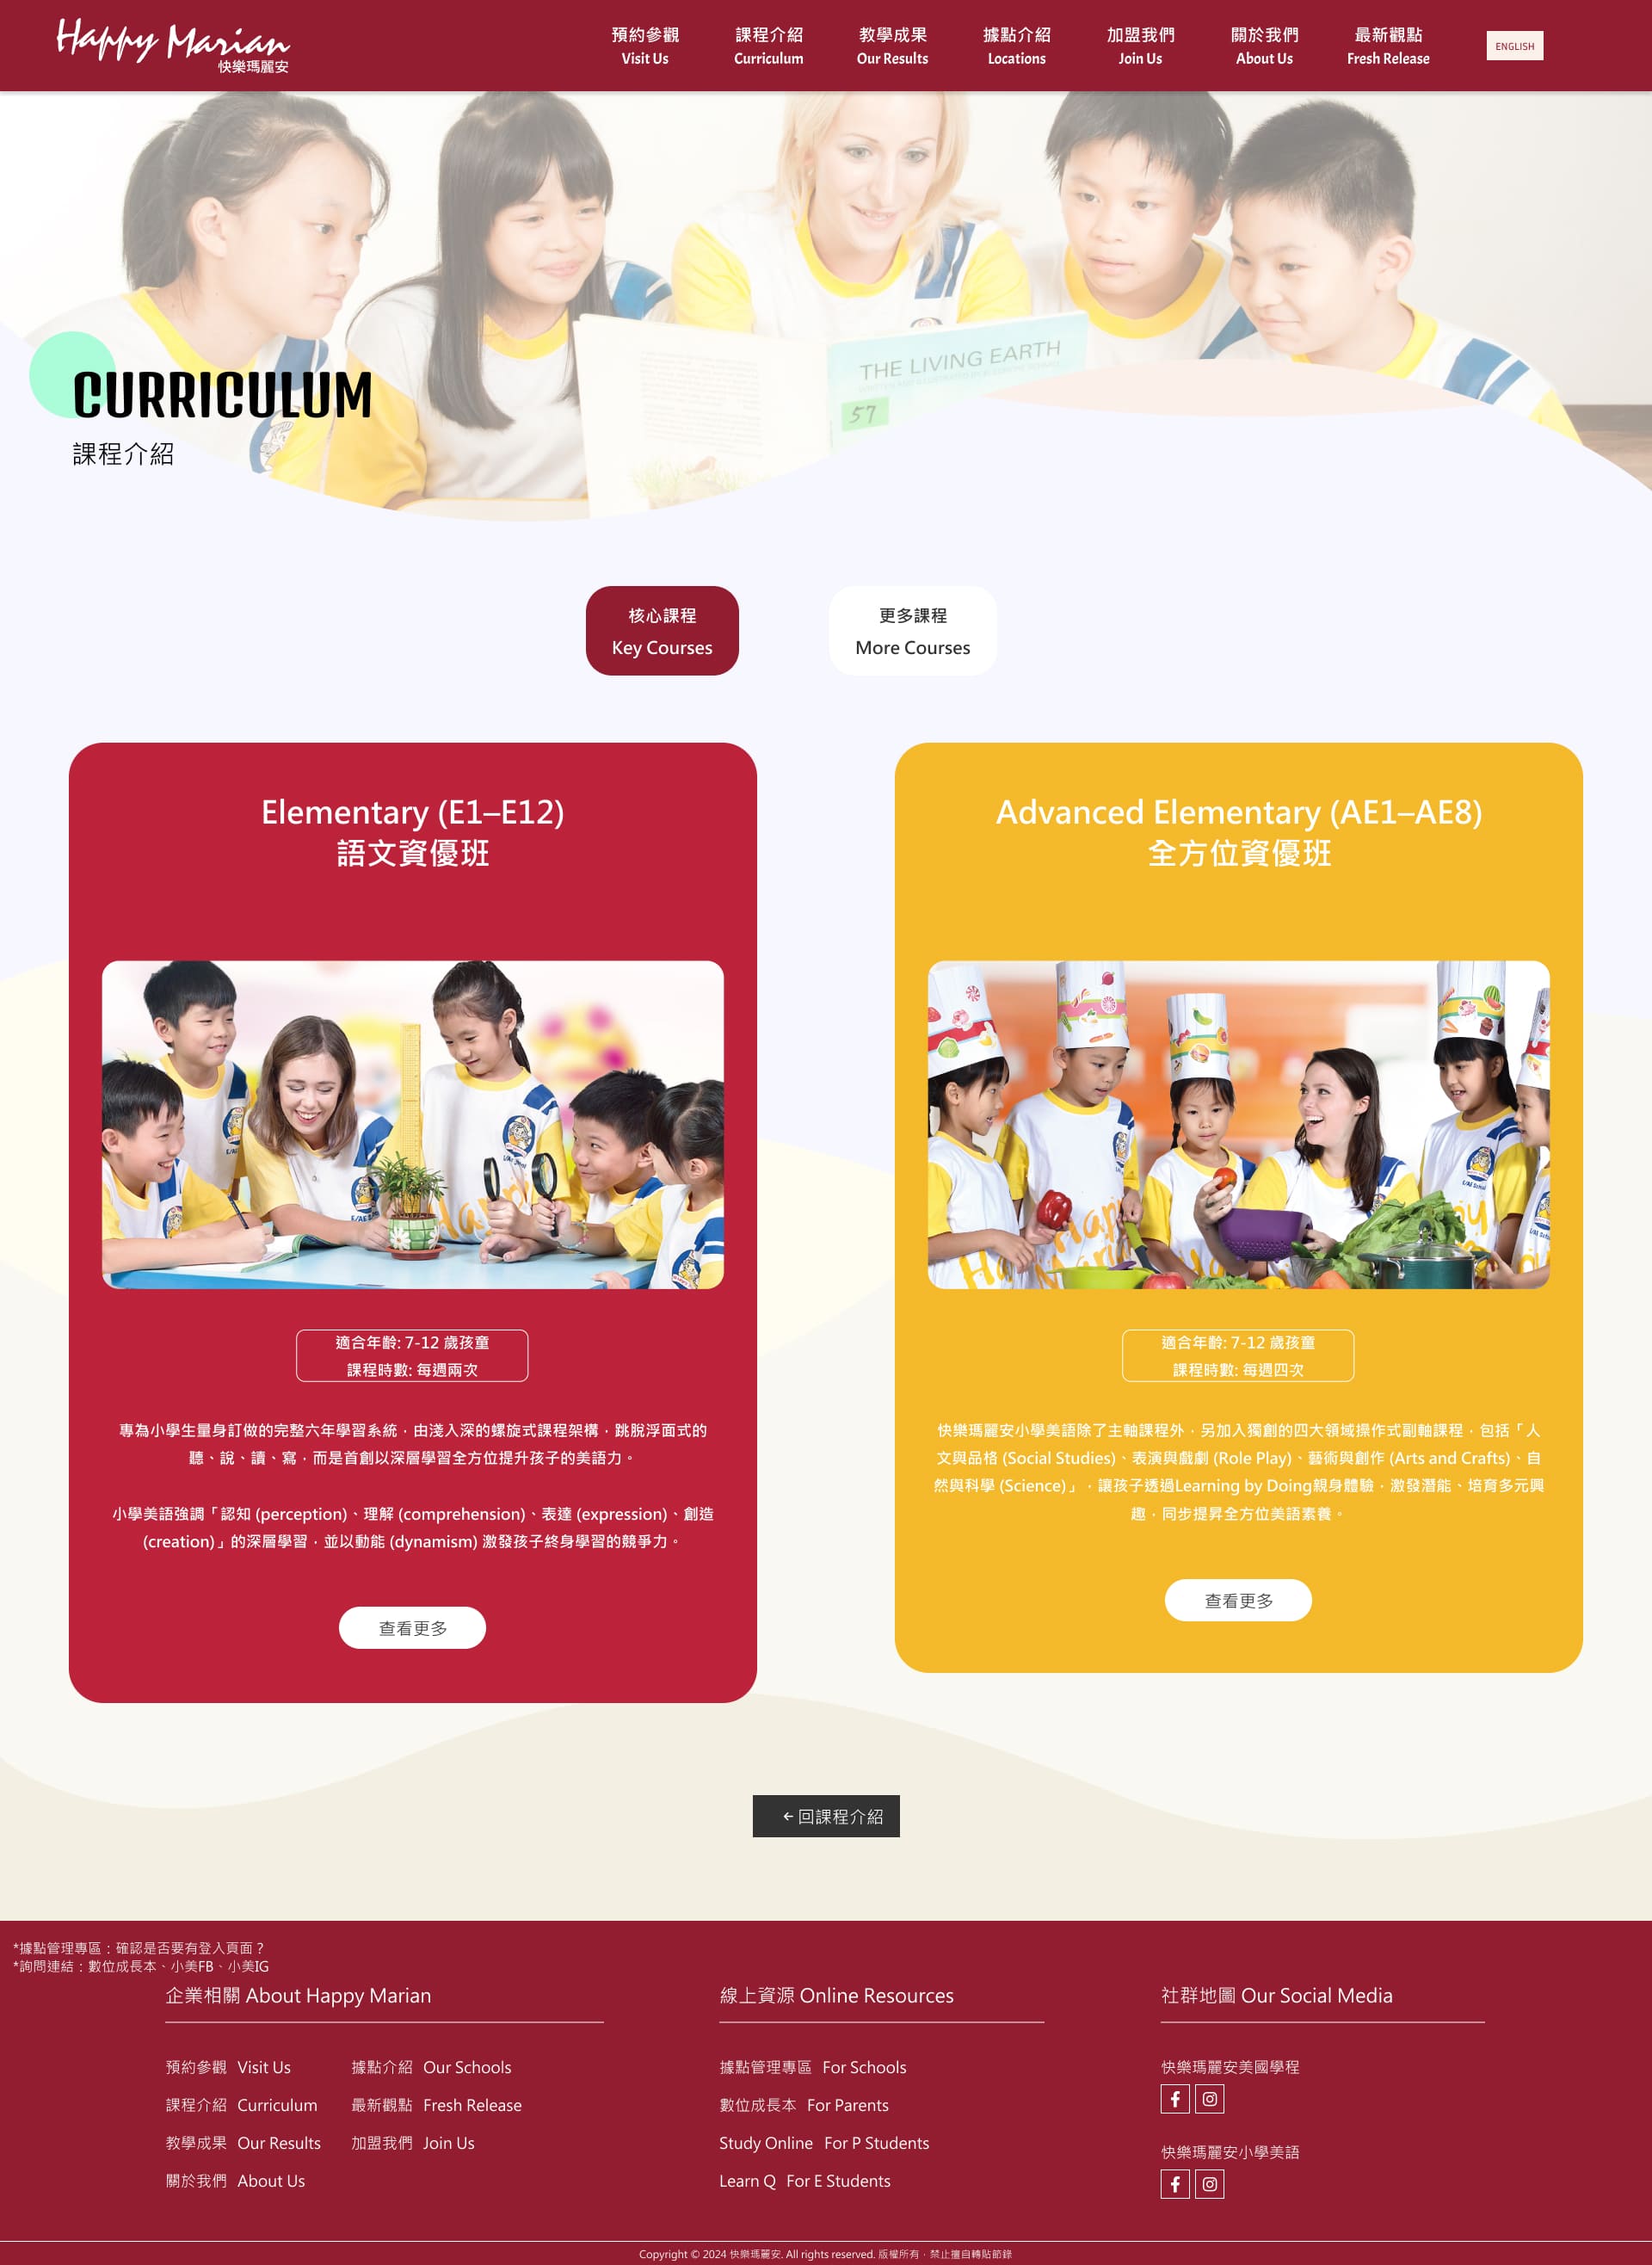 Happy Marian
快樂瑪麗安
預約參觀
Visit Us
課程介紹
Curriculum
教學成果
Our Results
據點介紹
Locations
加盟我們
Join Us
關於我們
About Us
最新觀點
Fresh Release
ENGLISH
THE LIVING EARTH
57
CURRICULUM
課程介紹
核心課程
Key Courses
更多課程
More Courses
Elementary (E1–E12)
語文資優班
適合年齡: 7-12 歲孩童
課程時數: 每週兩次
專為小學生量身訂做的完整六年學習系統，由淺入深的螺旋式課程架構，跳脫浮面式的
聽、說、讀、寫，而是首創以深層學習全方位提升孩子的美語力。
小學美語強調「認知 (perception)、理解 (comprehension)、表達 (expression)、創造
(creation)」的深層學習，並以動能 (dynamism) 激發孩子終身學習的競爭力。
查看更多
Advanced Elementary (AE1–AE8)
全方位資優班
適合年齡: 7-12 歲孩童
課程時數: 每週四次
快樂瑪麗安小學美語除了主軸課程外，另加入獨創的四大領域操作式副軸課程，包括「人
文與品格 (Social Studies)、表演與戲劇 (Role Play)、藝術與創作 (Arts and Crafts)、自
然與科學 (Science)」，讓孩子透過Learning by Doing親身體驗，激發潛能、培育多元興
趣，同步提昇全方位美語素養。
查看更多
← 回課程介紹
*據點管理專區：確認是否要有登入頁面？
*詢問連結：數位成長本、小美FB、小美IG
企業相關 About Happy Marian
預約參觀 Visit Us
據點介紹 Our Schools
課程介紹 Curriculum
最新觀點 Fresh Release
教學成果 Our Results
加盟我們 Join Us
關於我們 About Us
線上資源 Online Resources
據點管理專區 For Schools
數位成長本 For Parents
Study Online For P Students
Learn Q For E Students
社群地圖 Our Social Media
快樂瑪麗安美國學程
快樂瑪麗安小學美語
Copyright © 2024 快樂瑪麗安. All rights reserved. 版權所有，禁止擅自轉貼節錄